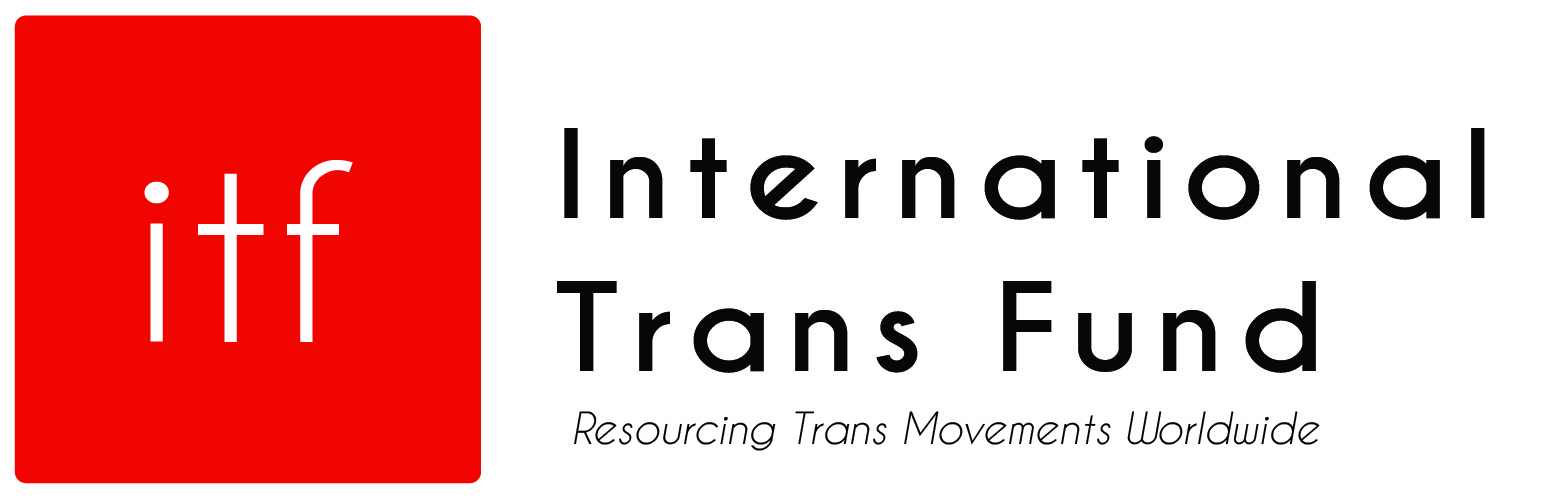 itf
International
Trans Fund
Resourcing Trans Movements Worldwide